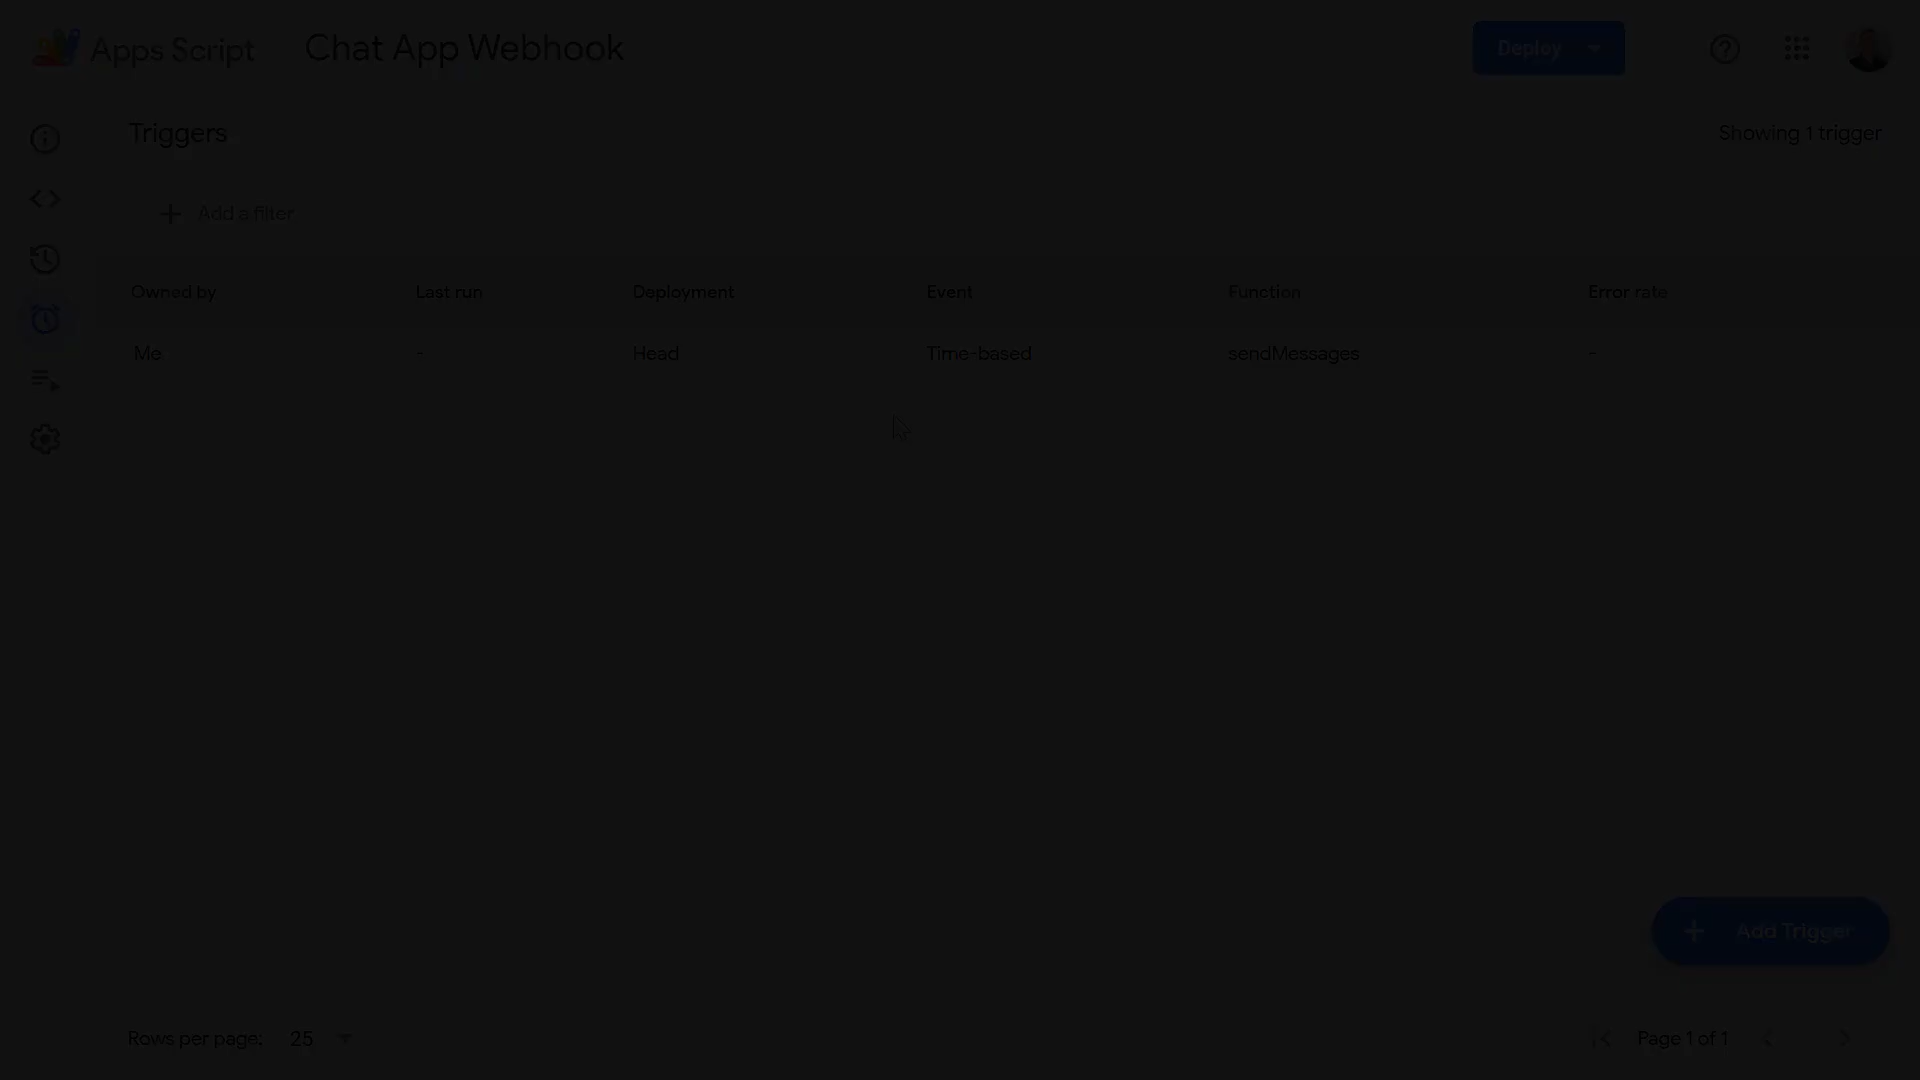 Apps Script Chat App Webhook Deploy
Triggers Showing 1 trigger
Add a filter
Owned by Last run Deployment Event Function Error rate
Me - Head Time-based sendMessages -
Add Trigger
Rows per page: 25 Page 1 of 1